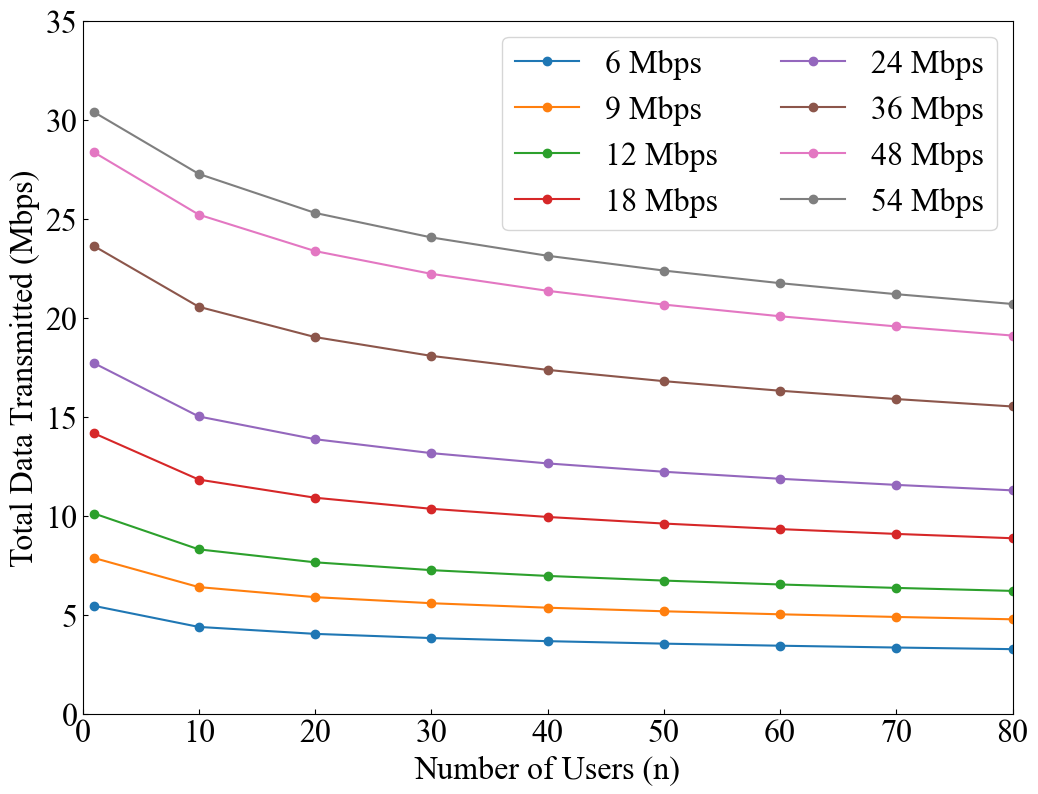 35
30
25
20
15
10
5
0
Total Data Transmitted (Mbps)
6 Mbps
9 Mbps
12 Mbps
18 Mbps
24 Mbps
36 Mbps
48 Mbps
54 Mbps
0 10 20 30 40 50 60 70 80
Number of Users (n)